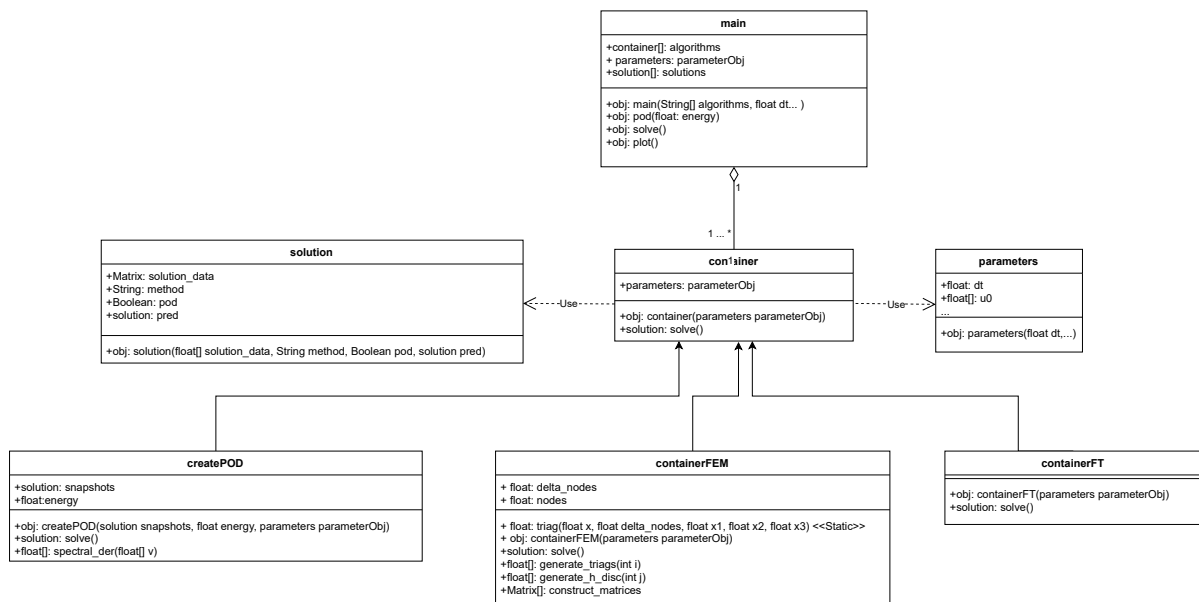 main
+container[]: algorithms
+ parameters: parameterObj
+solution[]: solutions
+obj: main(String[] algorithms, float dt... )
+obj: pod(float: energy)
+obj: solve()
+obj: plot()
1
1 ... *
solution
+Matrix: solution_data
+String: method
+Boolean: pod
+solution: pred
+obj: solution(float[] solution_data, String method, Boolean pod, solution pred)
Use
container
1
+parameters: parameterObj
+obj: container(parameters parameterObj)
+solution: solve()
Use
parameters
+float: dt
+float[]: u0
...
+obj: parameters(float dt,...)
createPOD
+solution: snapshots
+float:energy
+obj: createPOD(solution snapshots, float energy, parameters parameterObj)
+solution: solve()
+float[]: spectral_der(float[] v)
containerFEM
+ float: delta_nodes
+ float: nodes
+ float: triag(float x, float delta_nodes, float x1, float x2, float x3) <<Static>>
+ obj: containerFEM(parameters parameterObj)
+solution: solve()
+float[]: generate_triags(int i)
+float[]: generate_h_disc(int j)
+Matrix[]: construct_matrices
containerFT
+obj: containerFT(parameters parameterObj)
+solution: solve()